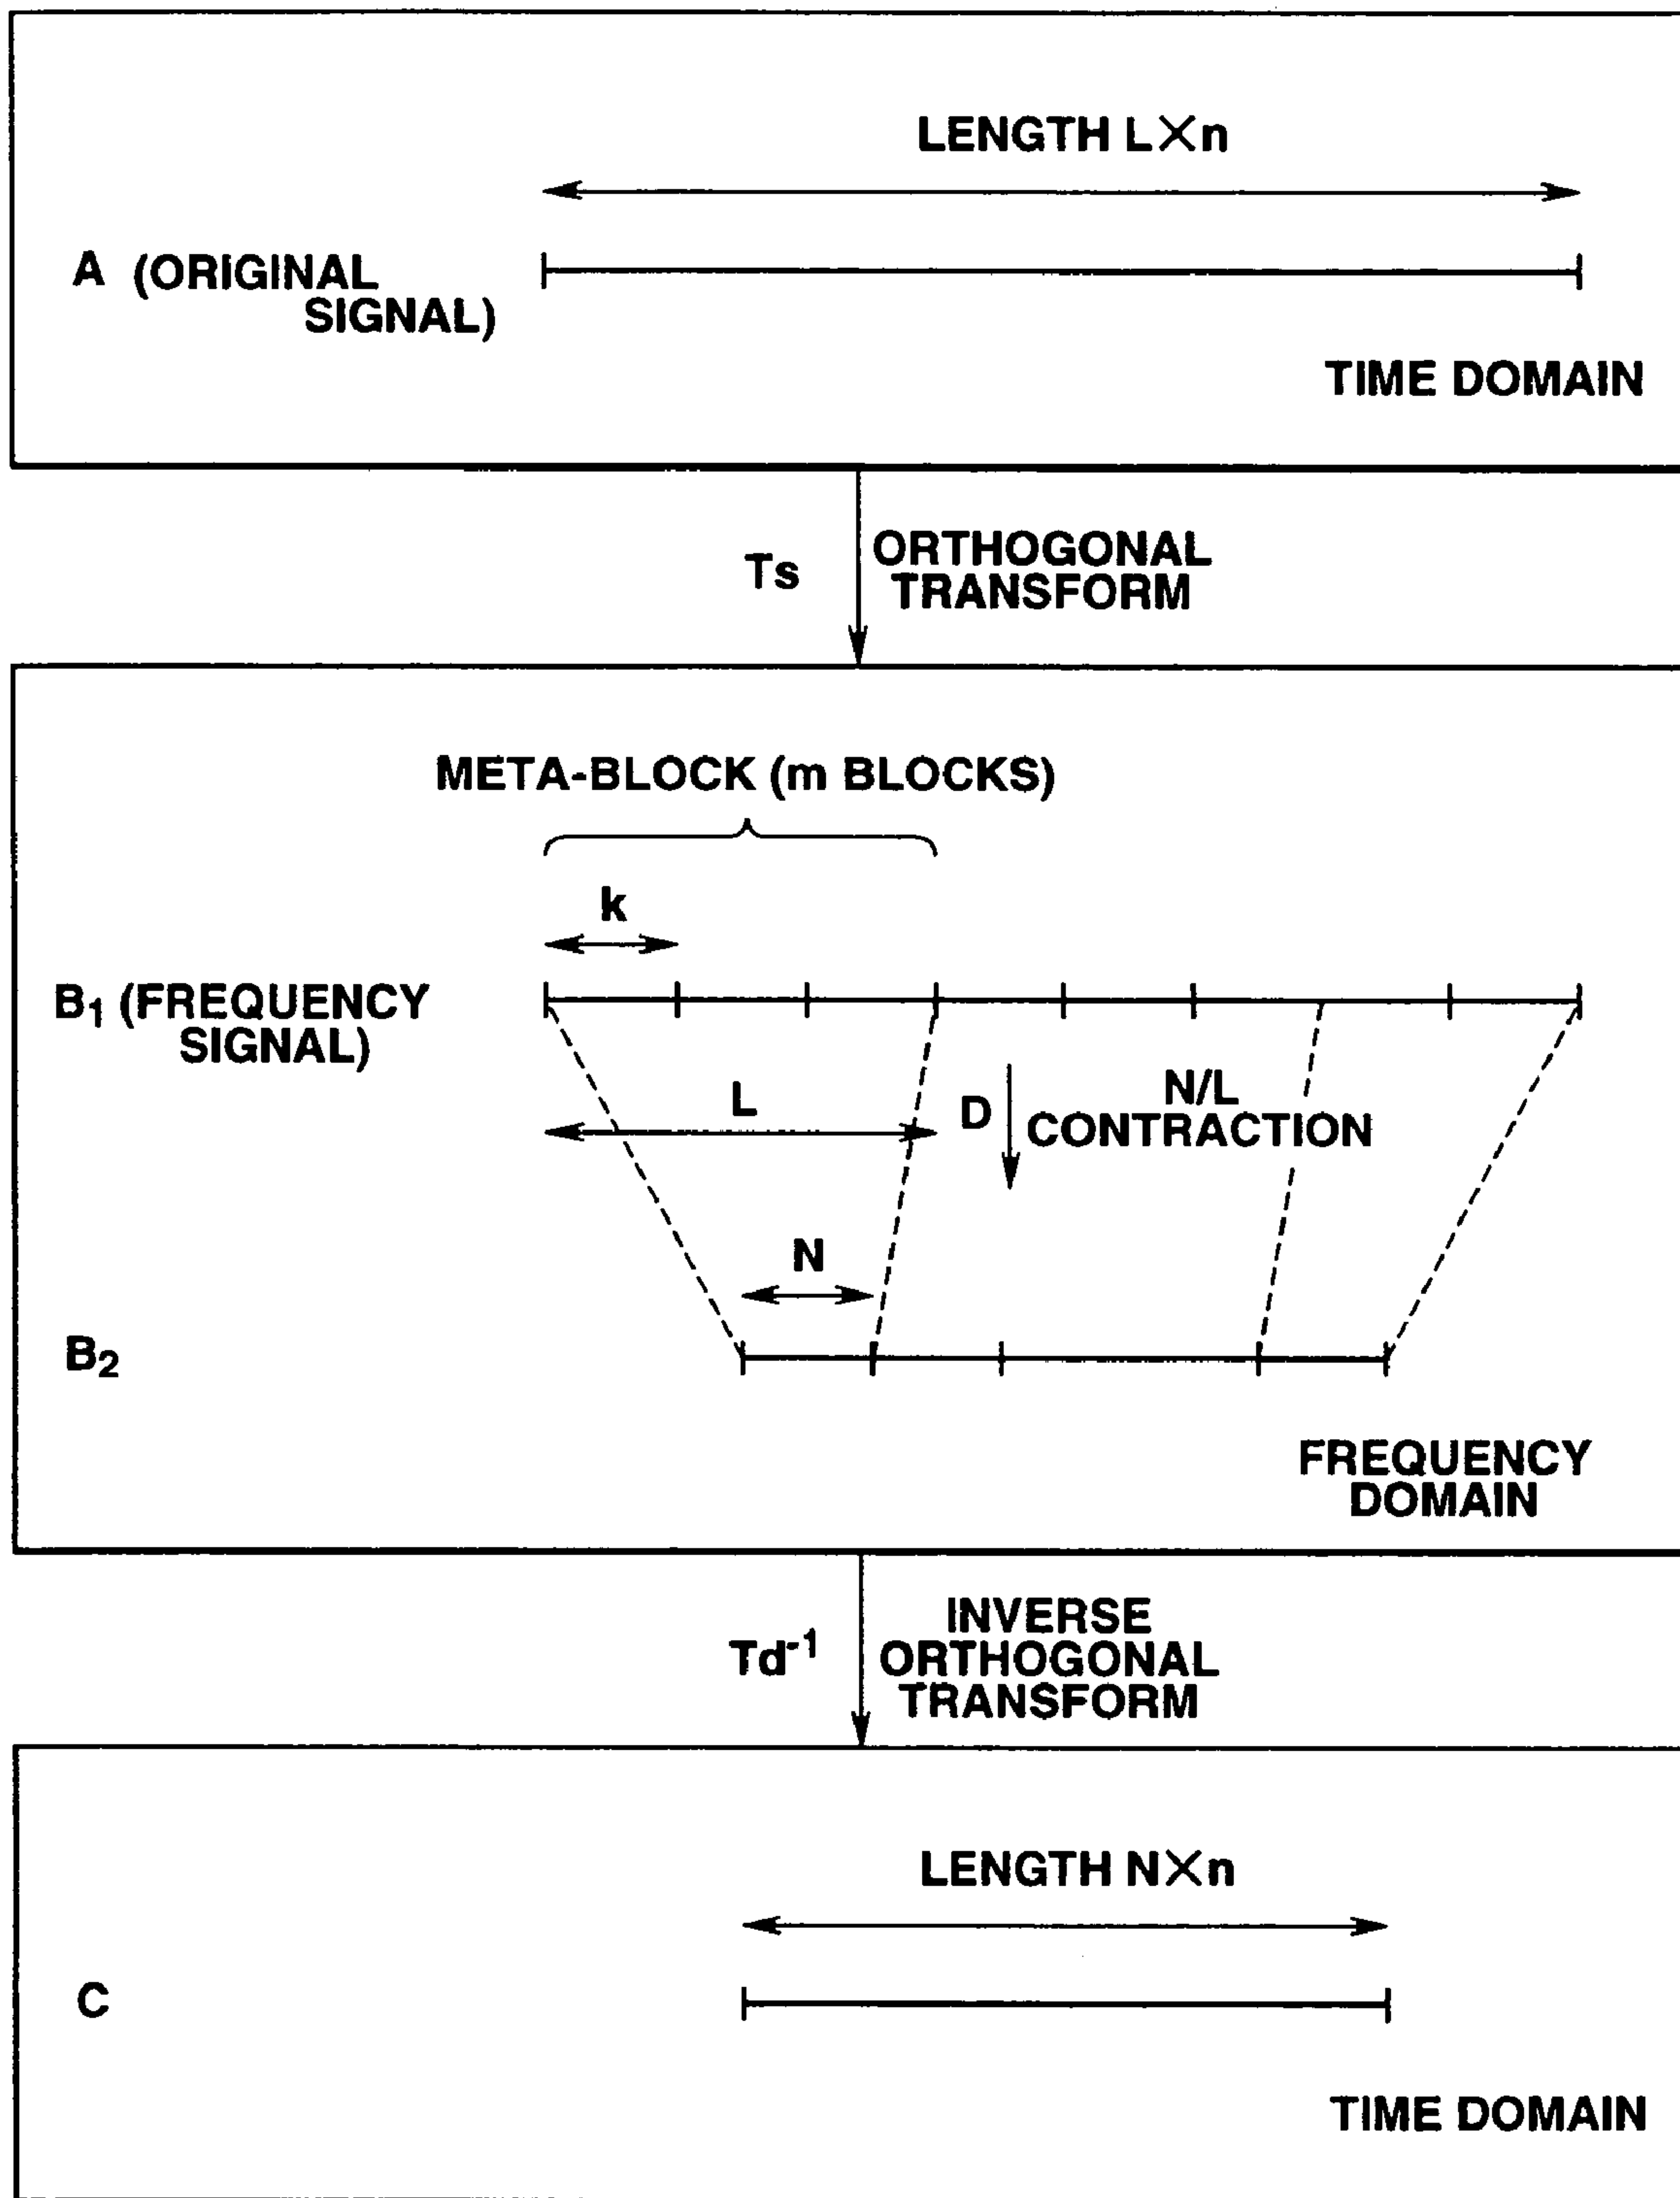 LENGTH L×n
A (ORIGINAL
SIGNAL)
TIME DOMAIN
Ts
ORTHOGONAL
TRANSFORM
META-BLOCK (m BLOCKS)
k
B₁ (FREQUENCY
SIGNAL)
L
D
N/L
CONTRACTION
N
B₂
FREQUENCY
DOMAIN
Td⁻¹
INVERSE
ORTHOGONAL
TRANSFORM
LENGTH N×n
C
TIME DOMAIN